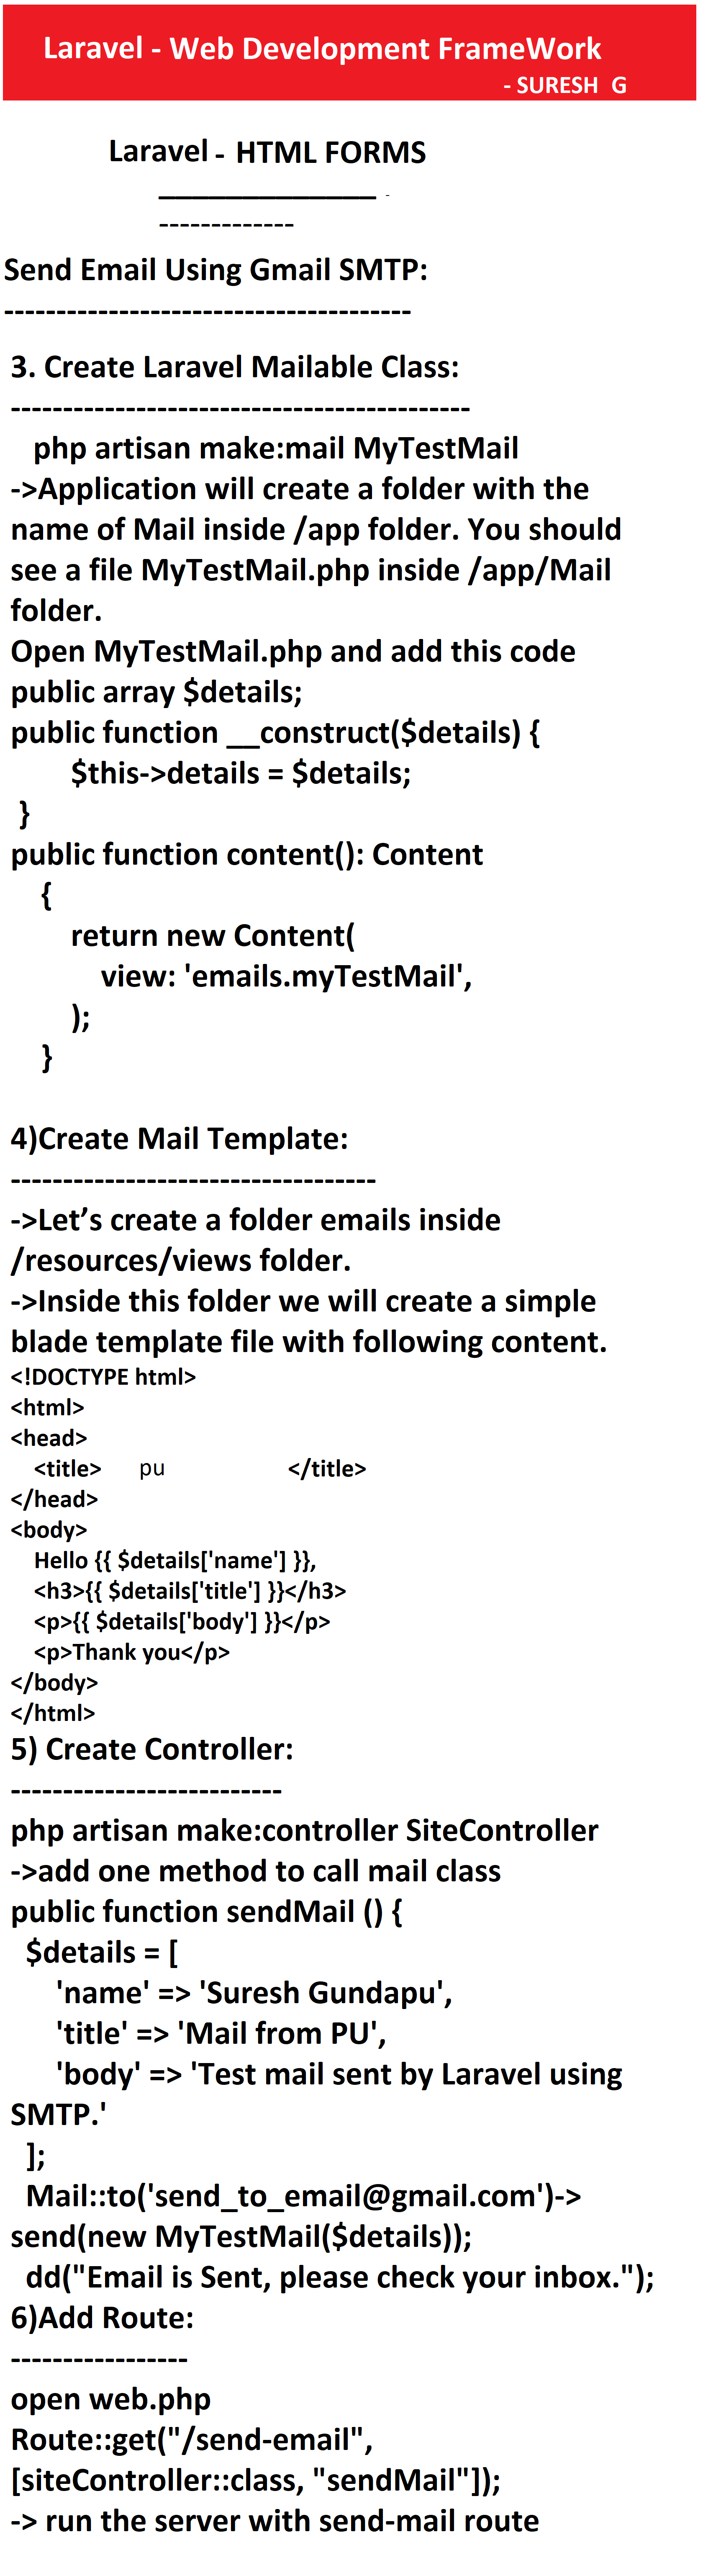 Laravel - Web Development FrameWork
- SURESH G
Laravel - HTML FORMS
_______________ -
-------------
Send Email Using Gmail SMTP:
---------------------------------------
3. Create Laravel Mailable Class:
--------------------------------------------
php artisan make:mail MyTestMail
->Application will create a folder with the
name of Mail inside /app folder. You should
see a file MyTestMail.php inside /app/Mail
folder.
Open MyTestMail.php and add this code
public array $details;
public function __construct($details) {
$this->details = $details;
}
public function content(): Content
{
return new Content(
view: 'emails.myTestMail',
);
}
4)Create Mail Template:
-----------------------------------
->Let’s create a folder emails inside
/resources/views folder.
->Inside this folder we will create a simple
blade template file with following content.
<!DOCTYPE html>
<html>
<head>
<title> pu </title>
</head>
<body>
Hello {{ $details['name'] }},
<h3>{{ $details['title'] }}</h3>
<p>{{ $details['body'] }}</p>
<p>Thank you</p>
</body>
</html>
5) Create Controller:
--------------------------
php artisan make:controller SiteController
->add one method to call mail class
public function sendMail () {
$details = [
'name' => 'Suresh Gundapu',
'title' => 'Mail from PU',
'body' => 'Test mail sent by Laravel using
SMTP.'
];
Mail::to('send_to_email@gmail.com')->
send(new MyTestMail($details));
dd("Email is Sent, please check your inbox.");
6)Add Route:
-----------------
open web.php
Route::get("/send-email",
[siteController::class, "sendMail"]);
-> run the server with send-mail route